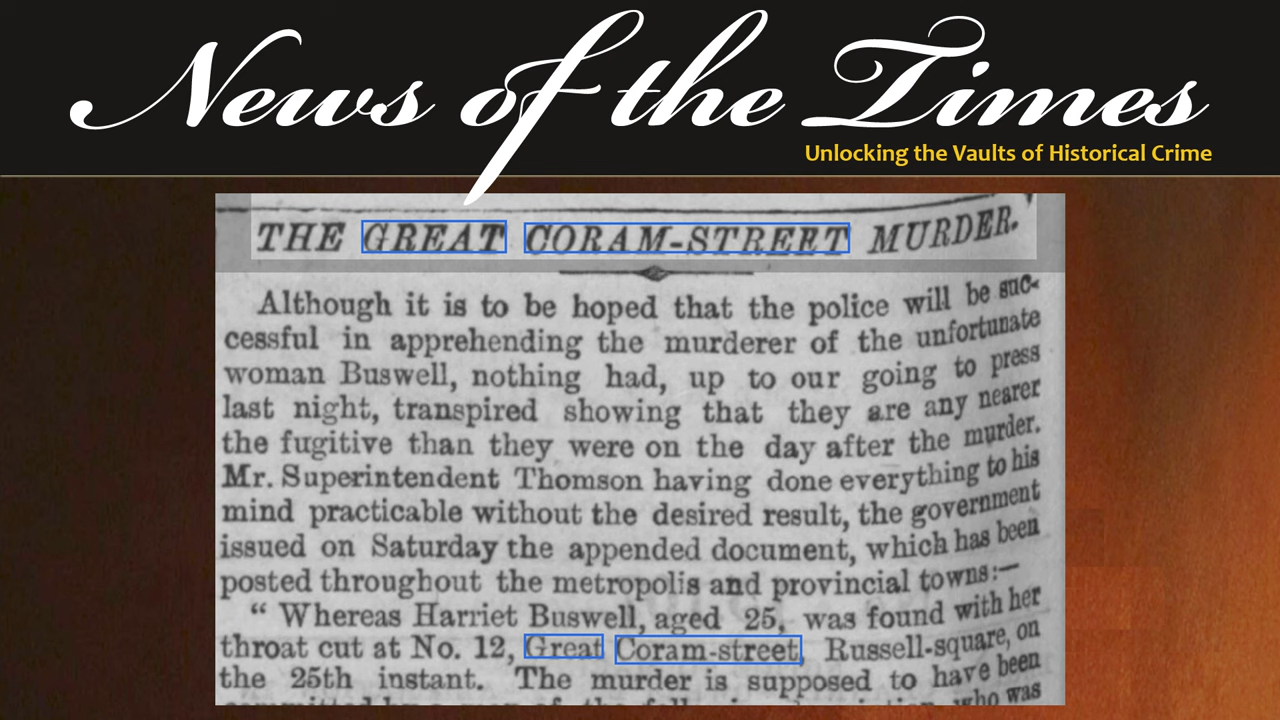 News of the Times
Unlocking the Vaults of Historical Crime
THE GREAT CORAM-STREET MURDER.
Although it is to be hoped that the police will be suc-
cessful in apprehending the murderer of the unfortunate
woman Buswell, nothing had, up to our going to press
last night, transpired showing that they are any nearer
the fugitive than they were on the day after the murder.
Mr. Superintendent Thomson having done everything to his
mind practicable without the desired result, the government
issued on Saturday the appended document, which has been
posted throughout the metropolis and provincial towns:—
“ Whereas Harriet Buswell, aged 25, was found with her
throat cut at No. 12, Great Coram-street, Russell-square, on
the 25th instant. The murder is supposed to have been
who was